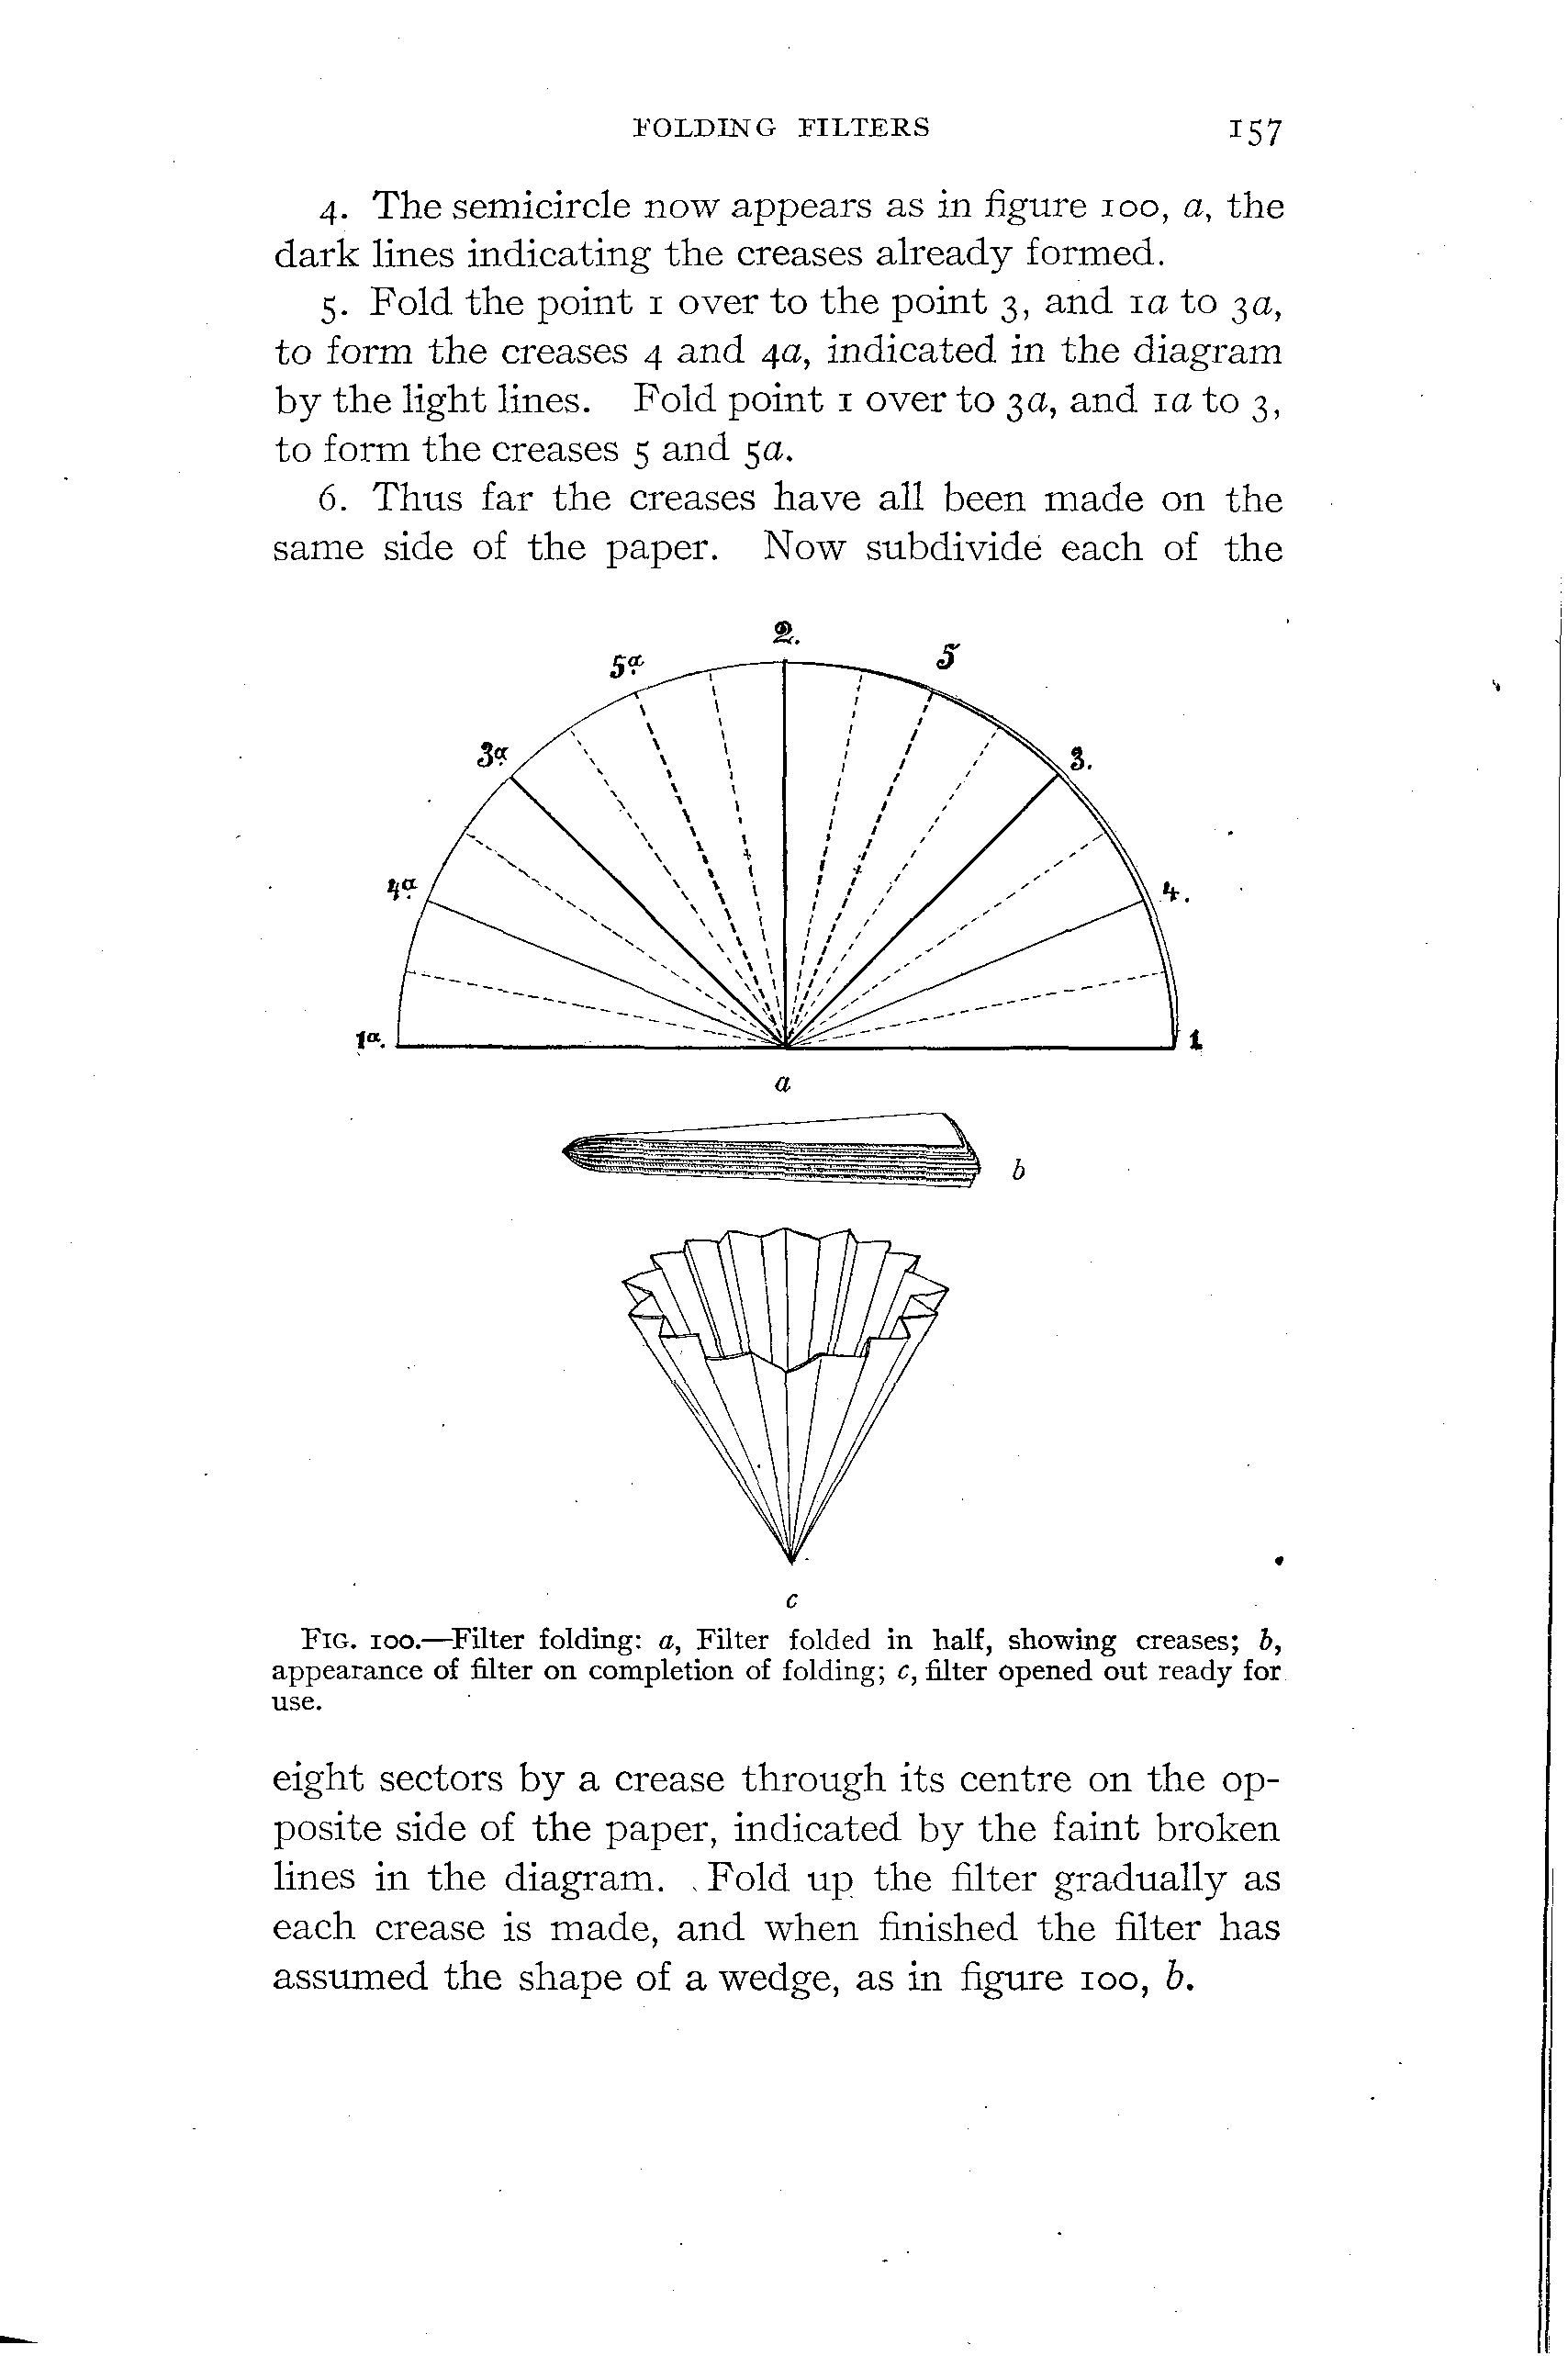 FOLDING FILTERS 157
4. The semicircle now appears as in figure 100, a, the
dark lines indicating the creases already formed.
5. Fold the point 1 over to the point 3, and 1a to 3a,
to form the creases 4 and 4a, indicated in the diagram
by the light lines. Fold point 1 over to 3a, and 1a to 3,
to form the creases 5 and 5a.
6. Thus far the creases have all been made on the
same side of the paper. Now subdivide each of the
2.
5a. 5
3a. 3.
4a. 4.
1a. 1
a
b
c
FIG. 100.—Filter folding: a, Filter folded in half, showing creases; b,
appearance of filter on completion of folding; c, filter opened out ready for
use.
eight sectors by a crease through its centre on the op-
posite side of the paper, indicated by the faint broken
lines in the diagram. Fold up the filter gradually as
each crease is made, and when finished the filter has
assumed the shape of a wedge, as in figure 100, b.